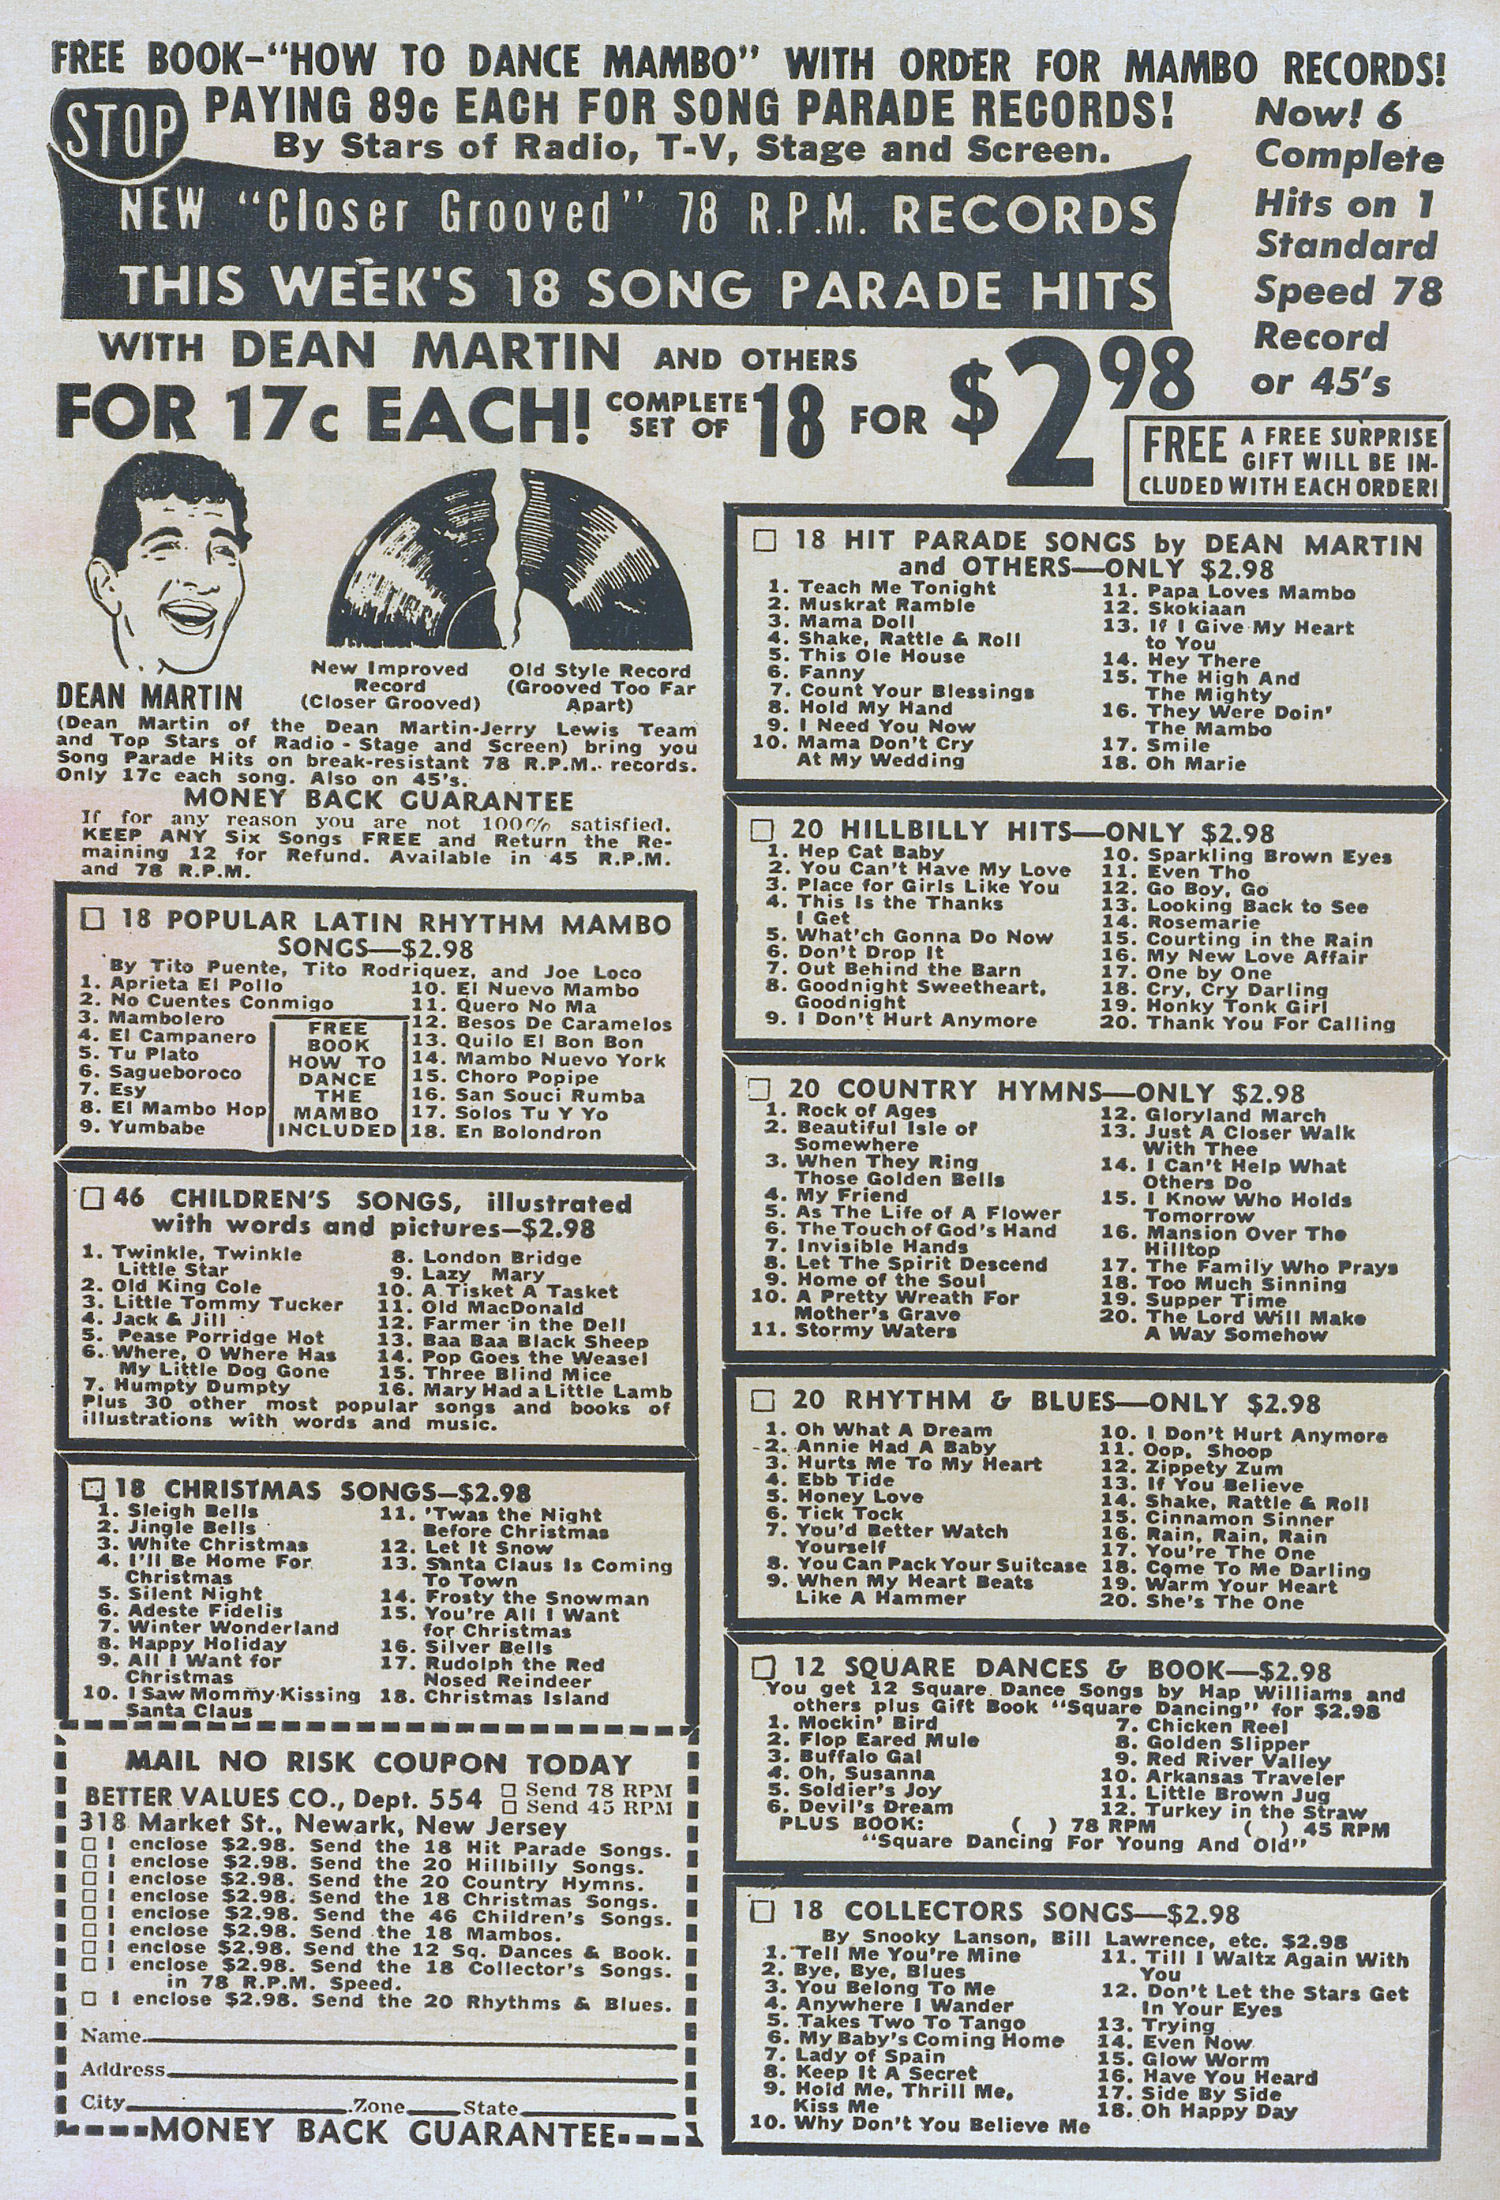 FREE BOOK-"HOW TO DANCE MAMBO" WITH ORDER FOR MAMBO RECORDS!
STOP PAYING 89c EACH FOR SONG PARADE RECORDS!
By Stars of Radio, T-V, Stage and Screen.
NEW "Closer Grooved" 78 R.P.M. RECORDS
THIS WEEK'S 18 SONG PARADE HITS
Now! 6
Complete
Hits on 1
Standard
Speed 78
Record
or 45's
WITH DEAN MARTIN AND OTHERS
FOR 17c EACH! COMPLETE SET OF 18 FOR $2.98
FREE A FREE SURPRISE
GIFT WILL BE IN-
CLUDED WITH EACH ORDER!
DEAN MARTIN
New Improved
Record
(Closer Grooved)
Old Style Record
(Grooved Too Far
Apart)
(Dean Martin of the Dean Martin-Jerry Lewis Team
and Top Stars of Radio - Stage and Screen) bring you
Song Parade Hits on break-resistant 78 R.P.M. records.
Only 17c each song. Also on 45's.
MONEY BACK GUARANTEE
If for any reason you are not 100% satisfied.
KEEP ANY Six Songs FREE and Return the Re-
maining 12 for Refund. Available in 45 R.P.M.
and 78 R.P.M.
18 POPULAR LATIN RHYTHM MAMBO
SONGS—$2.98
By Tito Puente, Tito Rodriquez, and Joe Loco
1. Aprieta El Pollo
2. No Cuentes Conmigo
3. Mambolero
4. El Campanero
5. Tu Plato
6. Sagueboroco
7. Esy
8. El Mambo Hop
9. Yumbabe
FREE
BOOK
HOW TO
DANCE
THE
MAMBO
INCLUDED
10. El Nuevo Mambo
11. Quero No Ma
12. Besos De Caramelos
13. Quilo El Bon Bon
14. Mambo Nuevo York
15. Choro Popipe
16. San Souci Rumba
17. Solos Tu Y Yo
18. En Bolondron
46 CHILDREN'S SONGS, illustrated
with words and pictures—$2.98
1. Twinkle, Twinkle
Little Star
2. Old King Cole
3. Little Tommy Tucker
4. Jack & Jill
5. Pease Porridge Hot
6. Where, O Where Has
My Little Dog Gone
7. Humpty Dumpty
8. London Bridge
9. Lazy Mary
10. A Tisket A Tasket
11. Old MacDonald
12. Farmer in the Dell
13. Baa Baa Black Sheep
14. Pop Goes the Weasel
15. Three Blind Mice
16. Mary Had a Little Lamb
Plus 30 other most popular songs and books of
illustrations with words and music.
18 CHRISTMAS SONGS—$2.98
1. Sleigh Bells
2. Jingle Bells
3. White Christmas
4. I'll Be Home For
Christmas
5. Silent Night
6. Adeste Fidelis
7. Winter Wonderland
8. Happy Holiday
9. All I Want for
Christmas
10. I Saw Mommy Kissing
Santa Claus
11. 'Twas the Night
Before Christmas
12. Let It Snow
13. Santa Claus Is Coming
To Town
14. Frosty the Snowman
15. You're All I Want
for Christmas
16. Silver Bells
17. Rudolph the Red
Nosed Reindeer
18. Christmas Island
MAIL NO RISK COUPON TODAY
BETTER VALUES CO., Dept. 554
Send 78 RPM
Send 45 RPM
318 Market St., Newark, New Jersey
I enclose $2.98. Send the 18 Hit Parade Songs.
I enclose $2.98. Send the 20 Hillbilly Songs.
I enclose $2.98. Send the 20 Country Hymns.
I enclose $2.98. Send the 18 Christmas Songs.
I enclose $2.98. Send the 46 Children's Songs.
I enclose $2.98. Send the 18 Mambos.
I enclose $2.98. Send the 12 Sq. Dances & Book.
I enclose $2.98. Send the 18 Collector's Songs.
in 78 R.P.M. Speed.
I enclose $2.98. Send the 20 Rhythms & Blues.
Name
Address
City Zone State
MONEY BACK GUARANTEE
18 HIT PARADE SONGS by DEAN MARTIN
and OTHERS—ONLY $2.98
1. Teach Me Tonight
2. Muskrat Ramble
3. Mama Doll
4. Shake, Rattle & Roll
5. This Ole House
6. Fanny
7. Count Your Blessings
8. Hold My Hand
9. I Need You Now
10. Mama Don't Cry
At My Wedding
11. Papa Loves Mambo
12. Skokiaan
13. If I Give My Heart
to You
14. Hey There
15. The High And
The Mighty
16. They Were Doin'
The Mambo
17. Smile
18. Oh Marie
20 HILLBILLY HITS—ONLY $2.98
1. Hep Cat Baby
2. You Can't Have My Love
3. Place for Girls Like You
4. This Is the Thanks
I Get
5. What'ch Gonna Do Now
6. Don't Drop It
7. Out Behind the Barn
8. Goodnight Sweetheart,
Goodnight
9. I Don't Hurt Anymore
10. Sparkling Brown Eyes
11. Even Tho
12. Go Boy, Go
13. Looking Back to See
14. Rosemarie
15. Courting in the Rain
16. My New Love Affair
17. One by One
18. Cry, Cry Darling
19. Honky Tonk Girl
20. Thank You For Calling
20 COUNTRY HYMNS—ONLY $2.98
1. Rock of Ages
2. Beautiful Isle of
Somewhere
3. When They Ring
Those Golden Bells
4. My Friend
5. As The Life of A Flower
6. The Touch of God's Hand
7. Invisible Hands
8. Let The Spirit Descend
9. Home of the Soul
10. A Pretty Wreath For
Mother's Grave
11. Stormy Waters
12. Gloryland March
13. Just A Closer Walk
With Thee
14. I Can't Help What
Others Do
15. I Know Who Holds
Tomorrow
16. Mansion Over The
Hilltop
17. The Family Who Prays
18. Too Much Sinning
19. Supper Time
20. The Lord Will Make
A Way Somehow
20 RHYTHM & BLUES—ONLY $2.98
1. Oh What A Dream
2. Annie Had A Baby
3. Hurts Me To My Heart
4. Ebb Tide
5. Honey Love
6. Tick Tock
7. You'd Better Watch
Yourself
8. You Can Pack Your Suitcase
9. When My Heart Beats
Like A Hammer
10. I Don't Hurt Anymore
11. Oop, Shoop
12. Zippety Zum
13. If You Believe
14. Shake, Rattle & Roll
15. Cinnamon Sinner
16. Rain, Rain, Rain
17. You're The One
18. Come To Me Darling
19. Warm Your Heart
20. She's The One
12 SQUARE DANCES & BOOK—$2.98
You get 12 Square Dance Songs by Hap Williams and
others plus Gift Book "Square Dancing" for $2.98
1. Mockin' Bird
2. Flop Eared Mule
3. Buffalo Gal
4. Oh, Susanna
5. Soldier's Joy
6. Devil's Dream
7. Chicken Reel
8. Golden Slipper
9. Red River Valley
10. Arkansas Traveler
11. Little Brown Jug
12. Turkey in the Straw
PLUS BOOK: ( ) 78 RPM ( ) 45 RPM
"Square Dancing For Young And Old"
18 COLLECTORS SONGS—$2.98
By Snooky Lanson, Bill Lawrence, etc. $2.98
1. Tell Me You're Mine
2. Bye, Bye, Blues
3. You Belong To Me
4. Anywhere I Wander
5. Takes Two To Tango
6. My Baby's Coming Home
7. Lady of Spain
8. Keep It A Secret
9. Hold Me, Thrill Me,
Kiss Me
10. Why Don't You Believe Me
11. Till I Waltz Again With
You
12. Don't Let the Stars Get
In Your Eyes
13. Trying
14. Even Now
15. Glow Worm
16. Have You Heard
17. Side By Side
18. Oh Happy Day